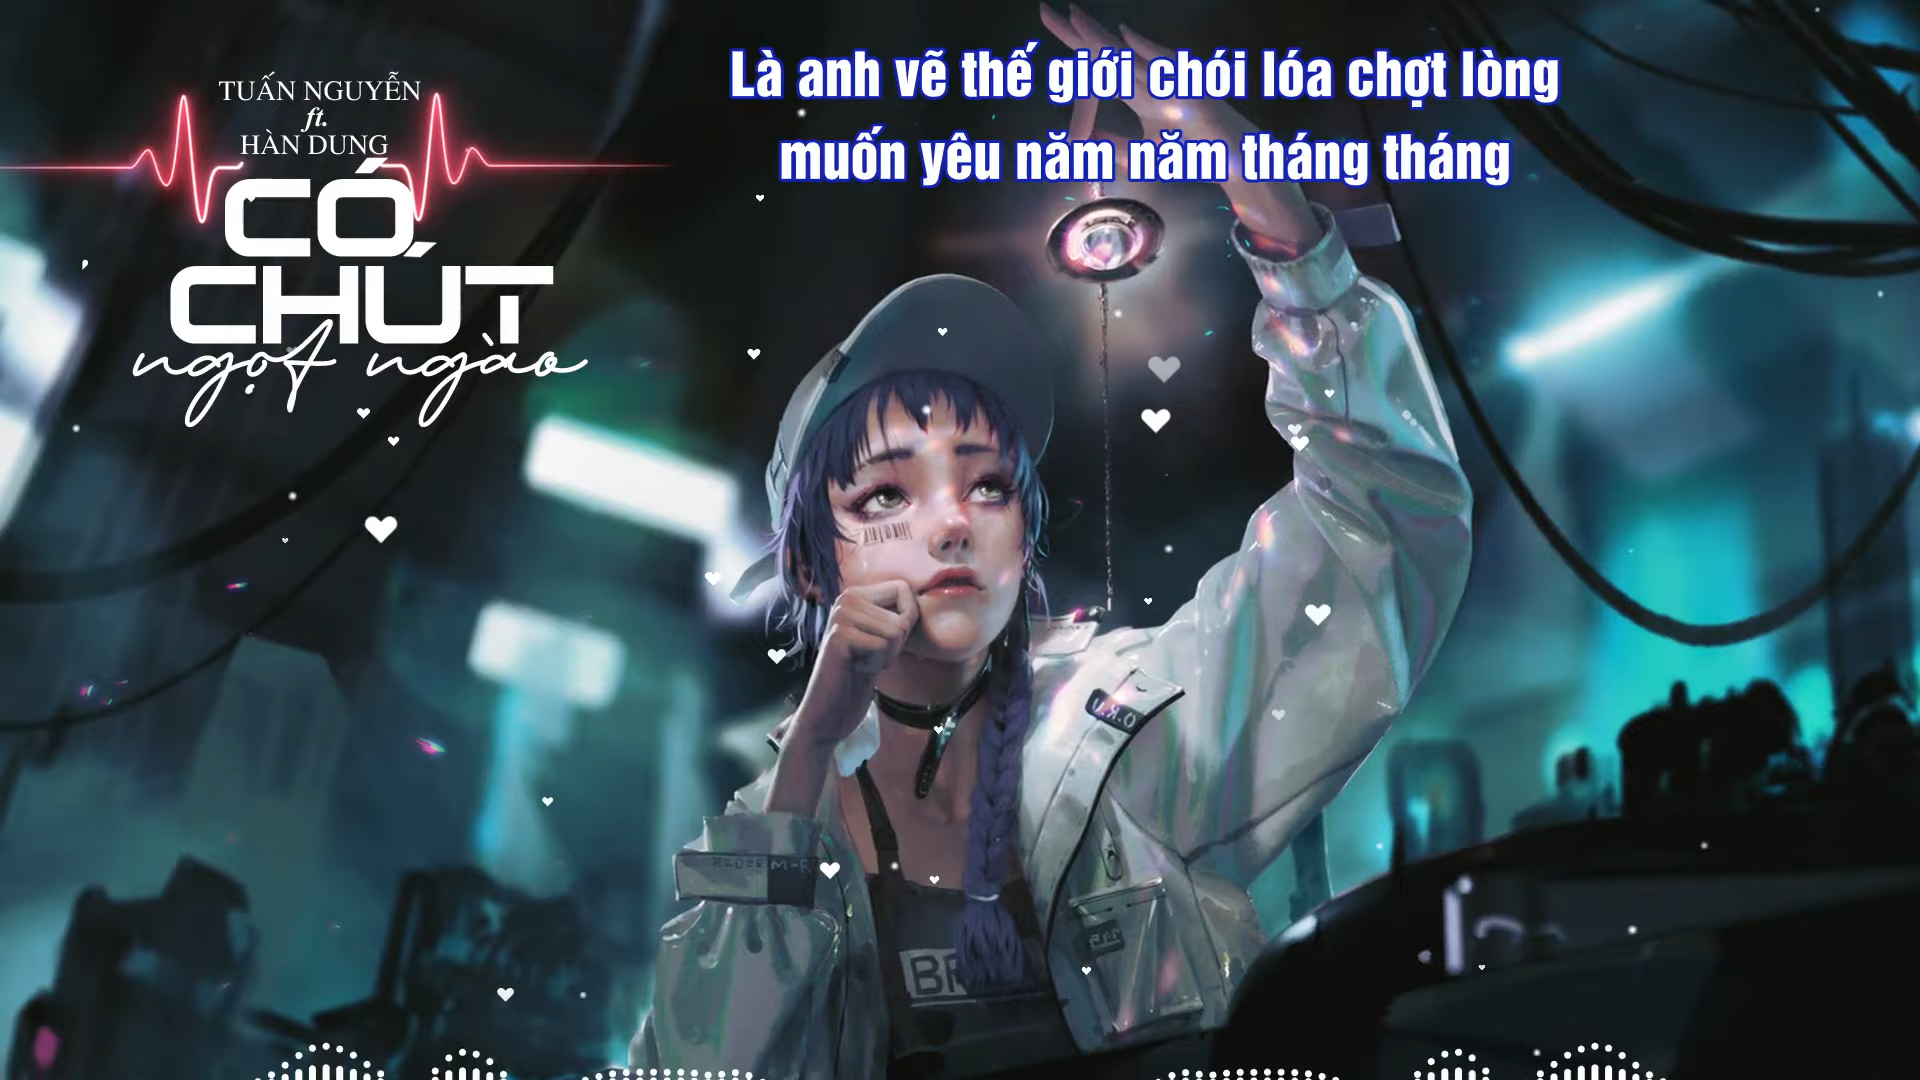 TUẤN NGUYỄN
ft.
HÀN DUNG
CÓ
CHÚT
ngọt ngào
Là anh vẽ thế giới chói lóa chợt lòng
muốn yêu năm năm tháng tháng